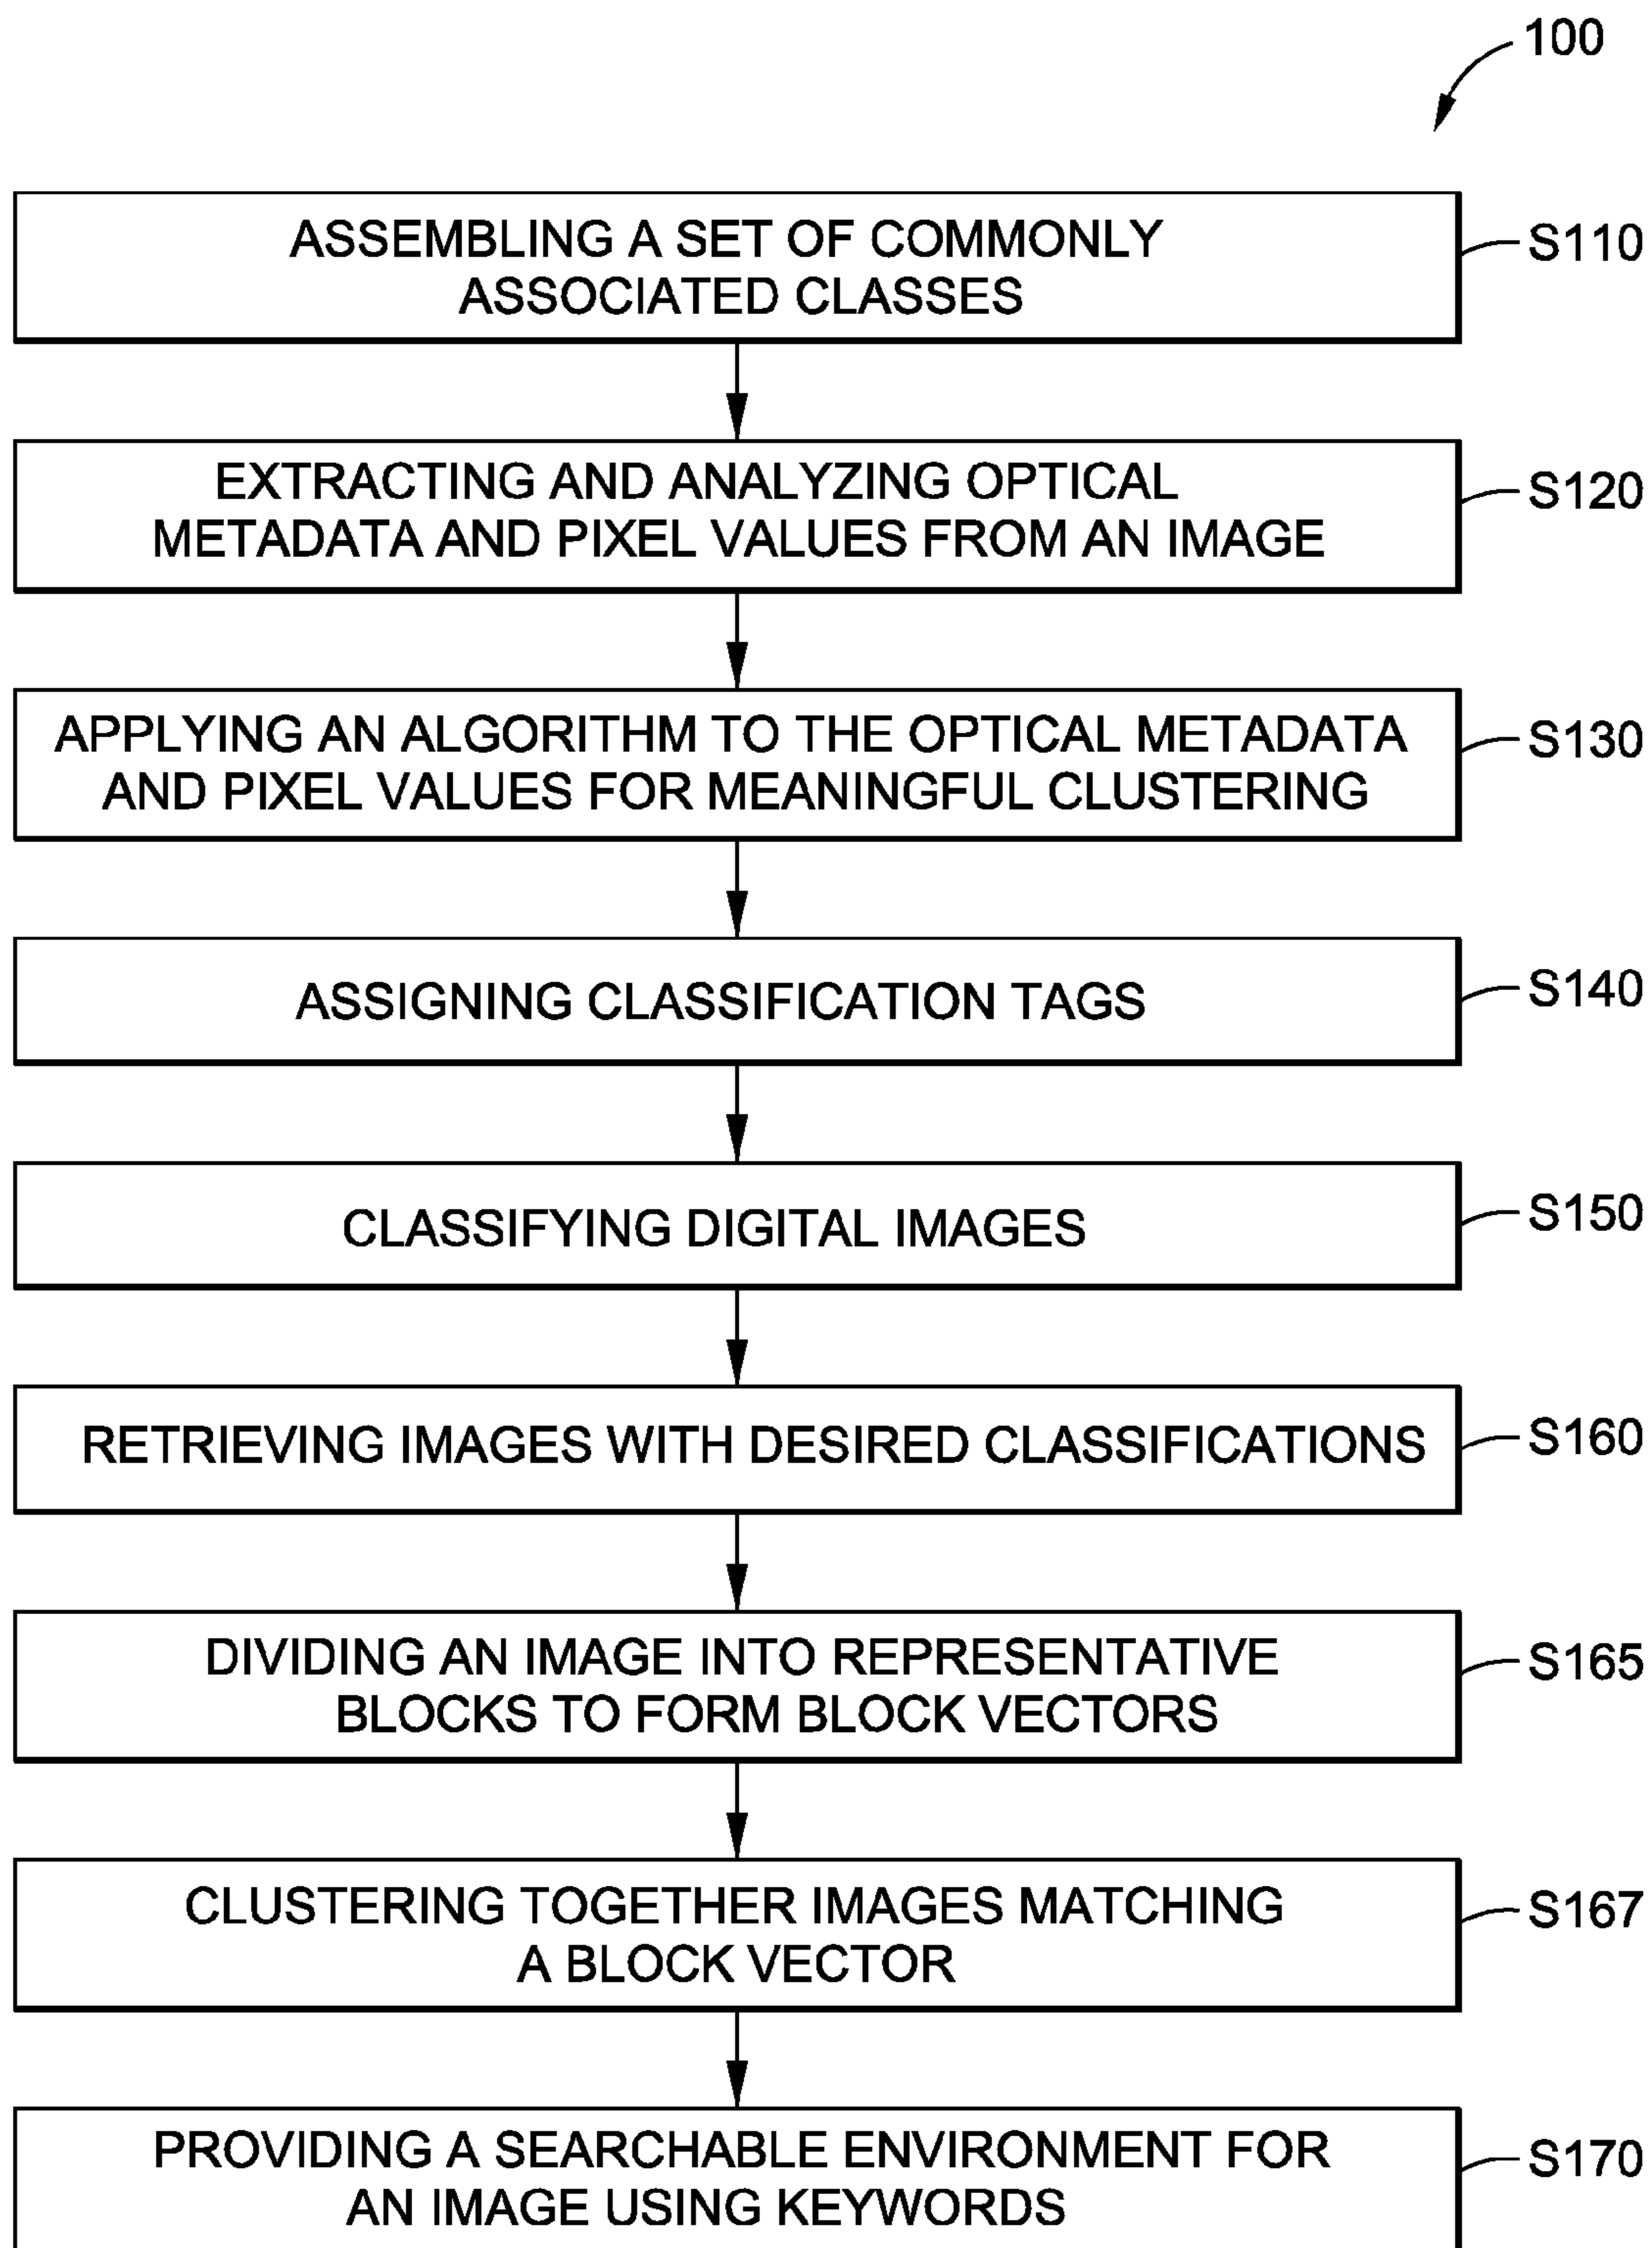 100
ASSEMBLING A SET OF COMMONLY
ASSOCIATED CLASSES
S110
EXTRACTING AND ANALYZING OPTICAL
METADATA AND PIXEL VALUES FROM AN IMAGE
S120
APPLYING AN ALGORITHM TO THE OPTICAL METADATA
AND PIXEL VALUES FOR MEANINGFUL CLUSTERING
S130
ASSIGNING CLASSIFICATION TAGS
S140
CLASSIFYING DIGITAL IMAGES
S150
RETRIEVING IMAGES WITH DESIRED CLASSIFICATIONS
S160
DIVIDING AN IMAGE INTO REPRESENTATIVE
BLOCKS TO FORM BLOCK VECTORS
S165
CLUSTERING TOGETHER IMAGES MATCHING
A BLOCK VECTOR
S167
PROVIDING A SEARCHABLE ENVIRONMENT FOR
AN IMAGE USING KEYWORDS
S170